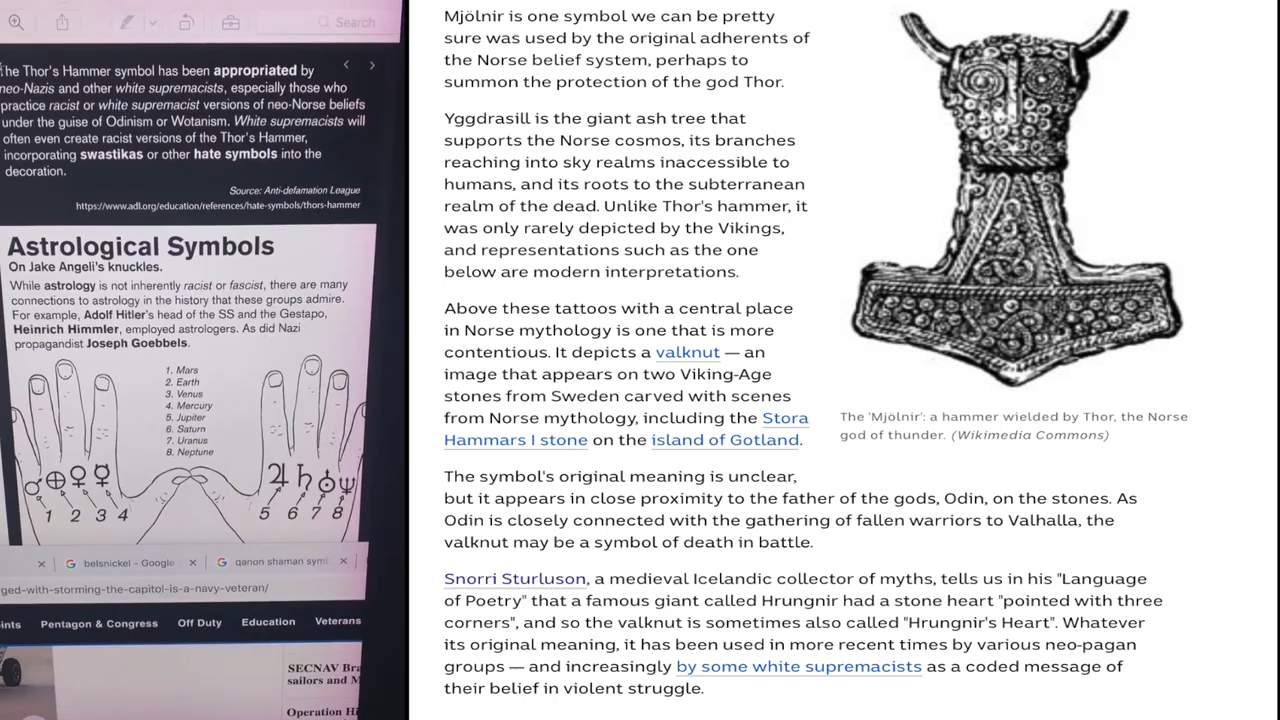 Search
The Thor's Hammer symbol has been appropriated by
neo-Nazis and other white supremacists, especially those who
practice racist or white supremacist versions of neo-Norse beliefs
under the guise of Odinism or Wotanism. White supremacists will
often even create racist versions of the Thor's Hammer,
incorporating swastikas or other hate symbols into the
decoration.
Source: Anti-defamation League
https://www.adl.org/education/references/hate-symbols/thors-hammer
Astrological Symbols
On Jake Angeli's knuckles.
While astrology is not inherently racist or fascist, there are many
connections to astrology in the history that these groups admire.
For example, Adolf Hitler's head of the SS and the Gestapo,
Heinrich Himmler, employed astrologers. As did Nazi
propagandist Joseph Goebbels.
1. Mars
2. Earth
3. Venus
4. Mercury
5. Jupiter
6. Saturn
7. Uranus
8. Neptune
♂ ⊕ ♀ ☿ ♃ ♄ ⛢ ♆
1 2 3 4 5 6 7 8
belsnickel - Google
qanon shaman symb
ged-with-storming-the-capitol-is-a-navy-veteran/
ints Pentagon & Congress Off Duty Education Veterans
SECNAV Bra
sailors and M
Operation Hi
Mjölnir is one symbol we can be pretty
sure was used by the original adherents of
the Norse belief system, perhaps to
summon the protection of the god Thor.
Yggdrasill is the giant ash tree that
supports the Norse cosmos, its branches
reaching into sky realms inaccessible to
humans, and its roots to the subterranean
realm of the dead. Unlike Thor's hammer, it
was only rarely depicted by the Vikings,
and representations such as the one
below are modern interpretations.
Above these tattoos with a central place
in Norse mythology is one that is more
contentious. It depicts a valknut — an
image that appears on two Viking-Age
stones from Sweden carved with scenes
from Norse mythology, including the Stora
Hammars I stone on the island of Gotland.
The 'Mjölnir': a hammer wielded by Thor, the Norse
god of thunder. (Wikimedia Commons)
The symbol's original meaning is unclear,
but it appears in close proximity to the father of the gods, Odin, on the stones. As
Odin is closely connected with the gathering of fallen warriors to Valhalla, the
valknut may be a symbol of death in battle.
Snorri Sturluson, a medieval Icelandic collector of myths, tells us in his "Language
of Poetry" that a famous giant called Hrungnir had a stone heart "pointed with three
corners", and so the valknut is sometimes also called "Hrungnir's Heart". Whatever
its original meaning, it has been used in more recent times by various neo-pagan
groups — and increasingly by some white supremacists as a coded message of
their belief in violent struggle.